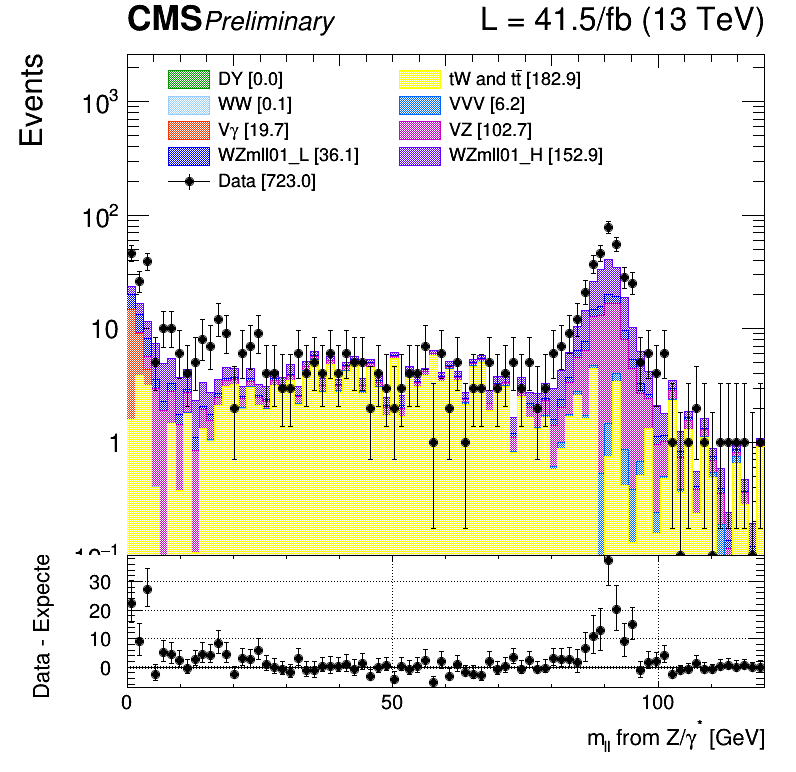 CMS Preliminary L = 41.5/fb (13 TeV)
Events
DY [0.0] tW and tt̄ [182.9]
WW [0.1] VVV [6.2]
Vγ [19.7] VZ [102.7]
WZmll01_L [36.1] WZmll01_H [152.9]
Data [723.0]
10³
10²
10
1
10⁻¹
Data - Expecte
30
20
10
0
0 50 100
m_ll from Z/γ* [GeV]